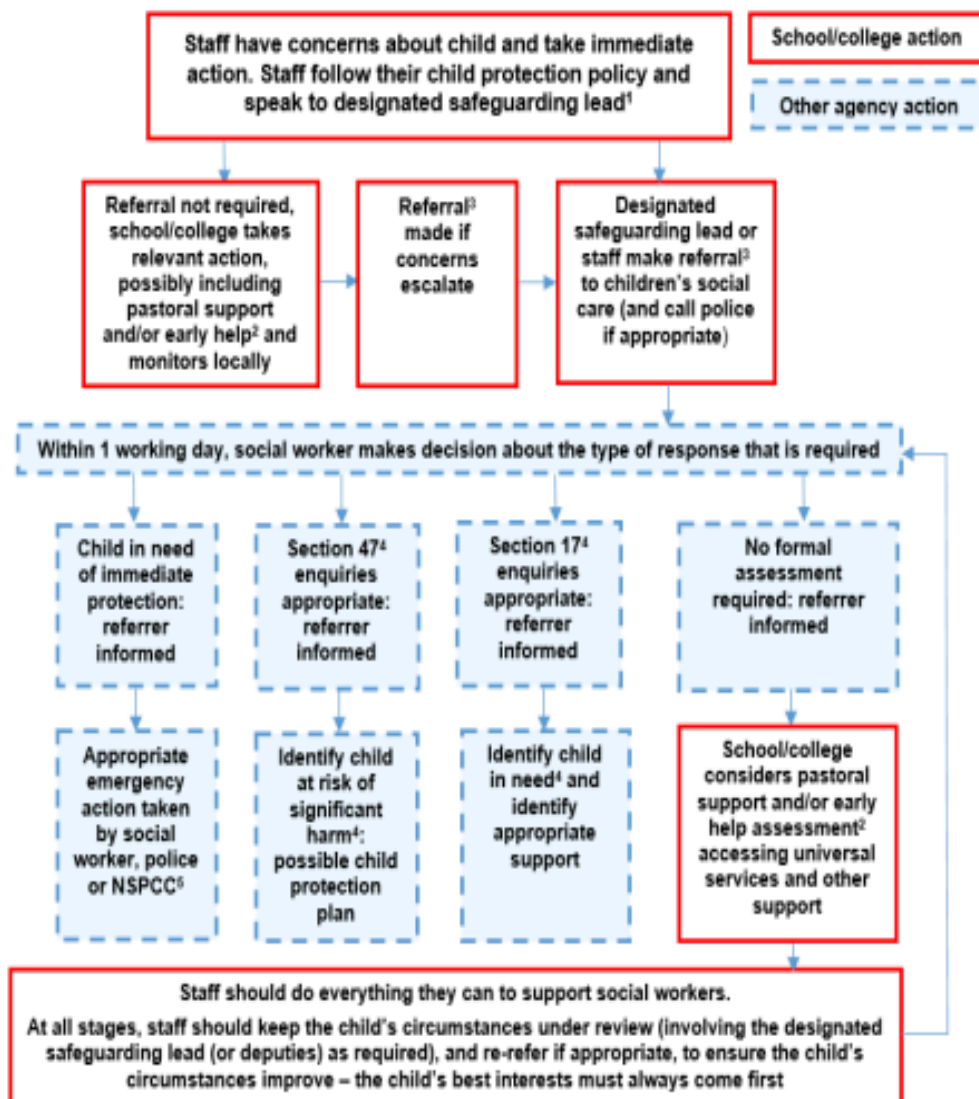 Staff have concerns about child and take immediate
action. Staff follow their child protection policy and
speak to designated safeguarding lead¹
School/college action
Other agency action
Referral not required,
school/college takes
relevant action,
possibly including
pastoral support
and/or early help² and
monitors locally
Referral³
made if
concerns
escalate
Designated
safeguarding lead or
staff make referral³
to children’s social
care (and call police
if appropriate)
Within 1 working day, social worker makes decision about the type of response that is required
Child in need
of immediate
protection:
referrer
informed
Section 47⁴
enquiries
appropriate:
referrer
informed
Section 17⁴
enquiries
appropriate:
referrer
informed
No formal
assessment
required: referrer
informed
Appropriate
emergency
action taken
by social
worker, police
or NSPCC⁵
Identify child
at risk of
significant
harm⁴:
possible child
protection
plan
Identify child
in need⁴ and
identify
appropriate
support
School/college
considers pastoral
support and/or early
help assessment²
accessing universal
services and other
support
Staff should do everything they can to support social workers.
At all stages, staff should keep the child’s circumstances under review (involving the designated
safeguarding lead (or deputies) as required), and re-refer if appropriate, to ensure the child’s
circumstances improve – the child’s best interests must always come first